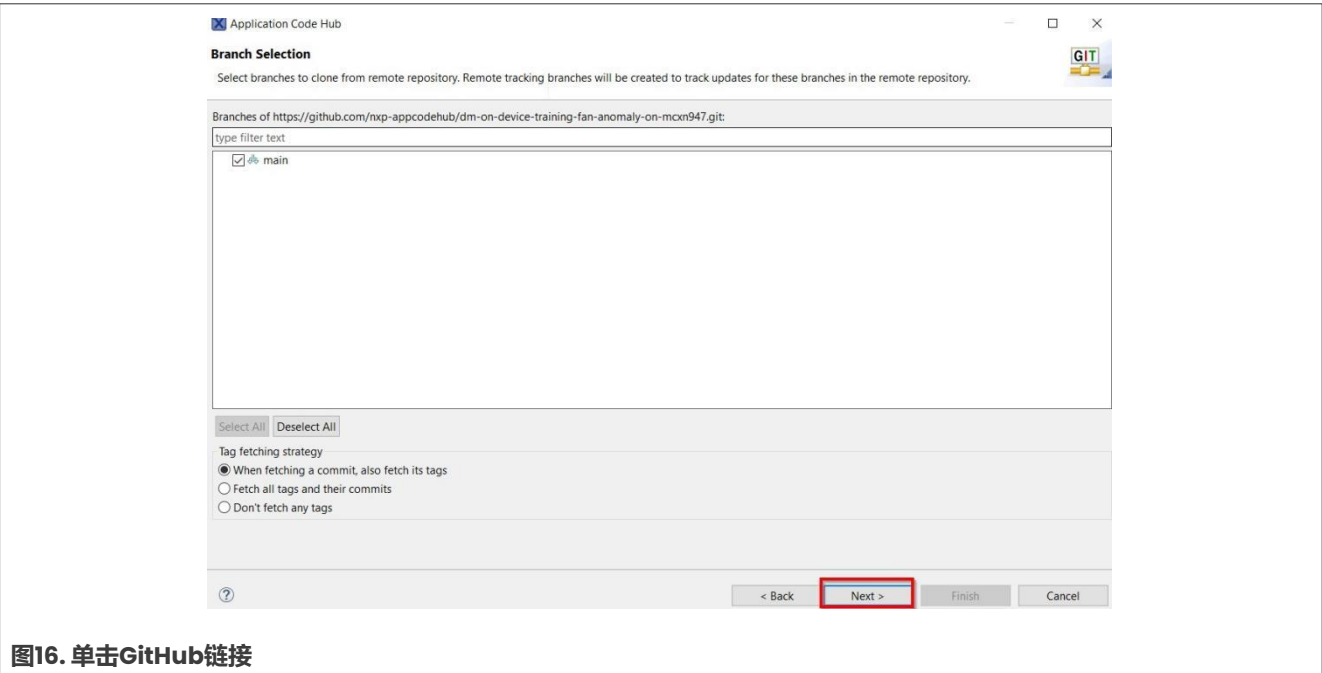 Application Code Hub
Branch Selection
GIT
Select branches to clone from remote repository. Remote tracking branches will be created to track updates for these branches in the remote repository.
Branches of https://github.com/nxp-appcodehub/dm-on-device-training-fan-anomaly-on-mcxn947.git:
type filter text
main
Select All Deselect All
Tag fetching strategy
When fetching a commit, also fetch its tags
Fetch all tags and their commits
Don't fetch any tags
? < Back Next > Finish Cancel
图16. 单击GitHub链接